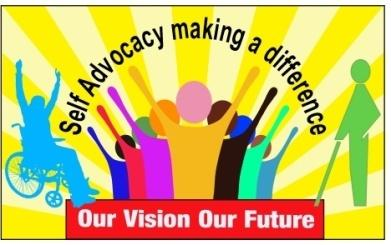 Self Advocacy making a difference
Our Vision Our Future